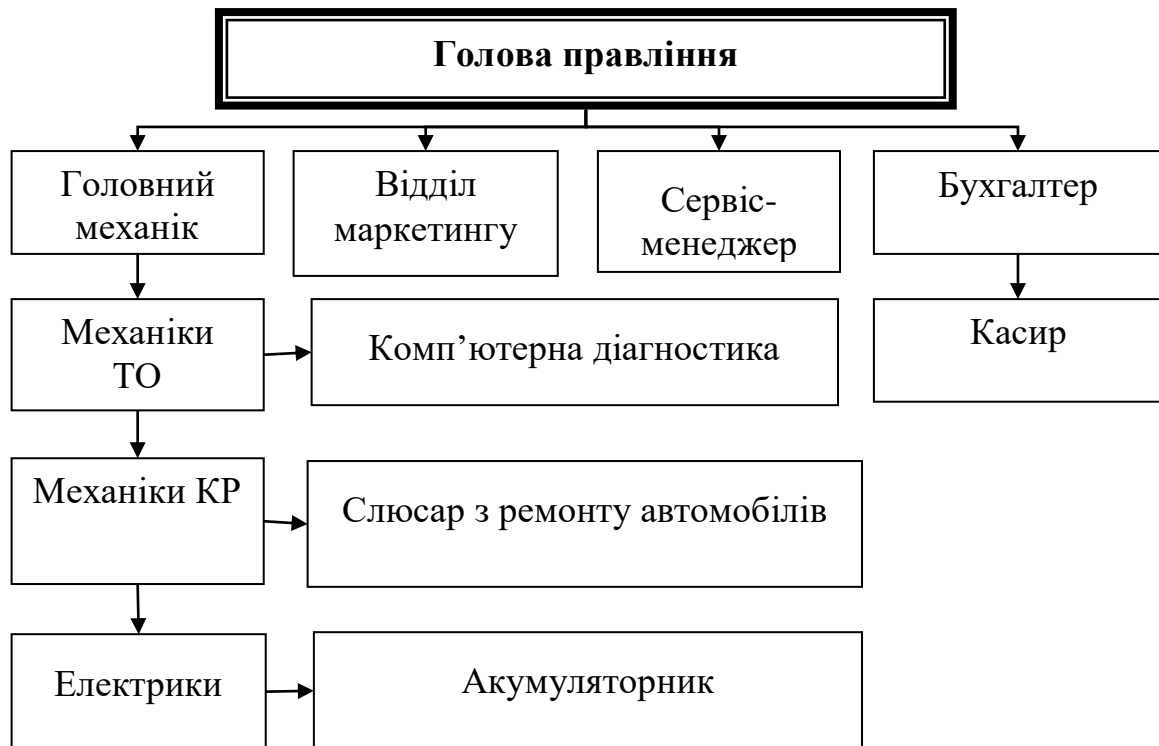 Голова правління
Головний
механік
Відділ
маркетингу
Сервіс-
менеджер
Бухгалтер
Механіки
ТО
Комп’ютерна діагностика
Касир
Механіки КР
Слюсар з ремонту автомобілів
Електрики
Акумуляторник